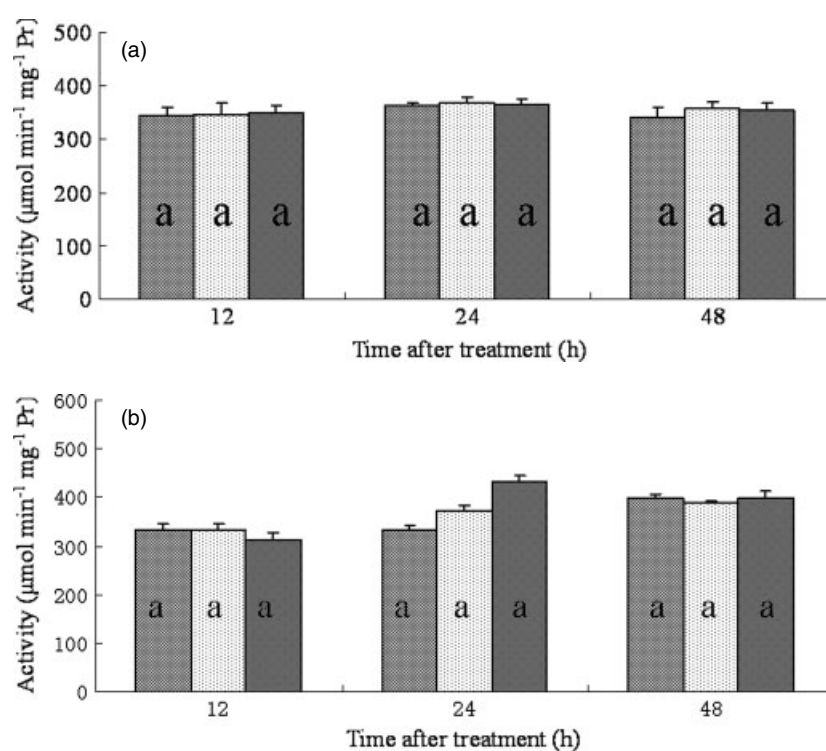 (a)
Activity (µmol min⁻¹ mg⁻¹ Pr)
500
400
300
200
100
0
a a a a a a a a a
12 24 48
Time after treatment (h)
(b)
Activity (µmol min⁻¹ mg⁻¹ Pr)
600
500
400
300
200
100
0
a a a a a a a a a
12 24 48
Time after treatment (h)